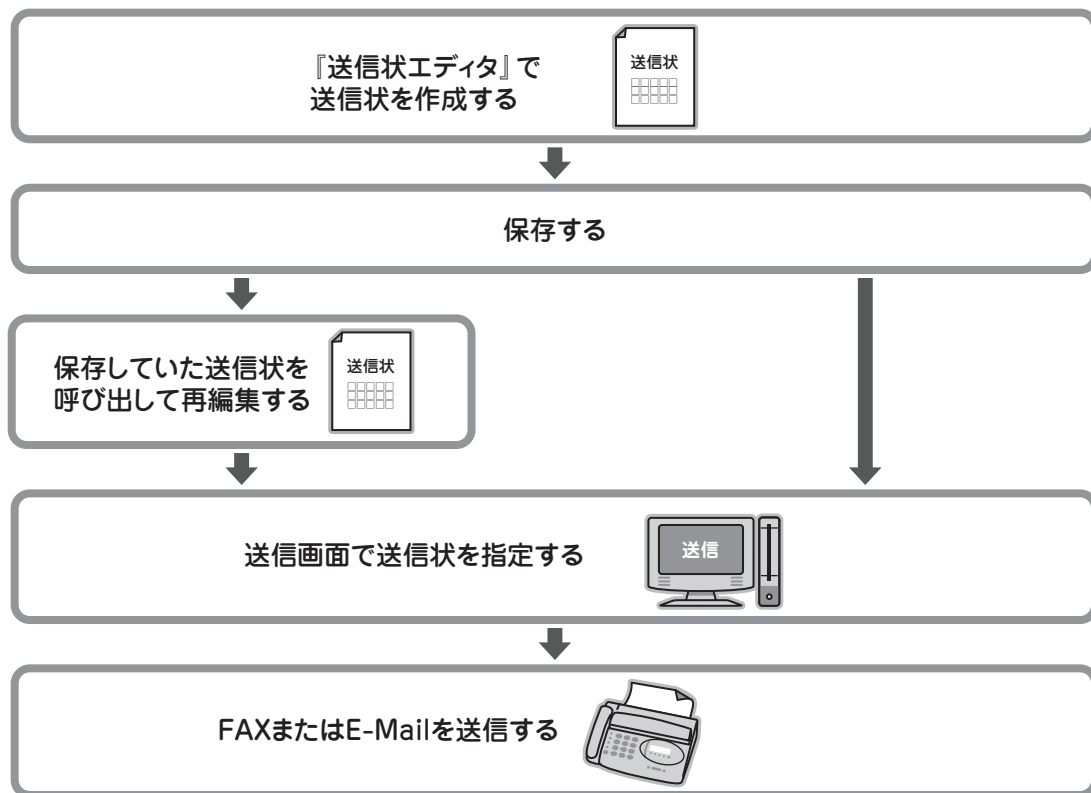 『送信状エディタ』で
送信状を作成する
送信状
保存する
保存していた送信状を
呼び出して再編集する
送信状
送信画面で送信状を指定する
送信
FAXまたはE-Mailを送信する